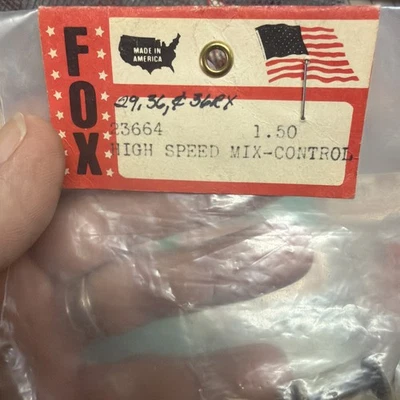 FOX
MADE IN
AMERICA
29, 36, & 36RX
23664 1.50
HIGH SPEED MIX-CONTROL